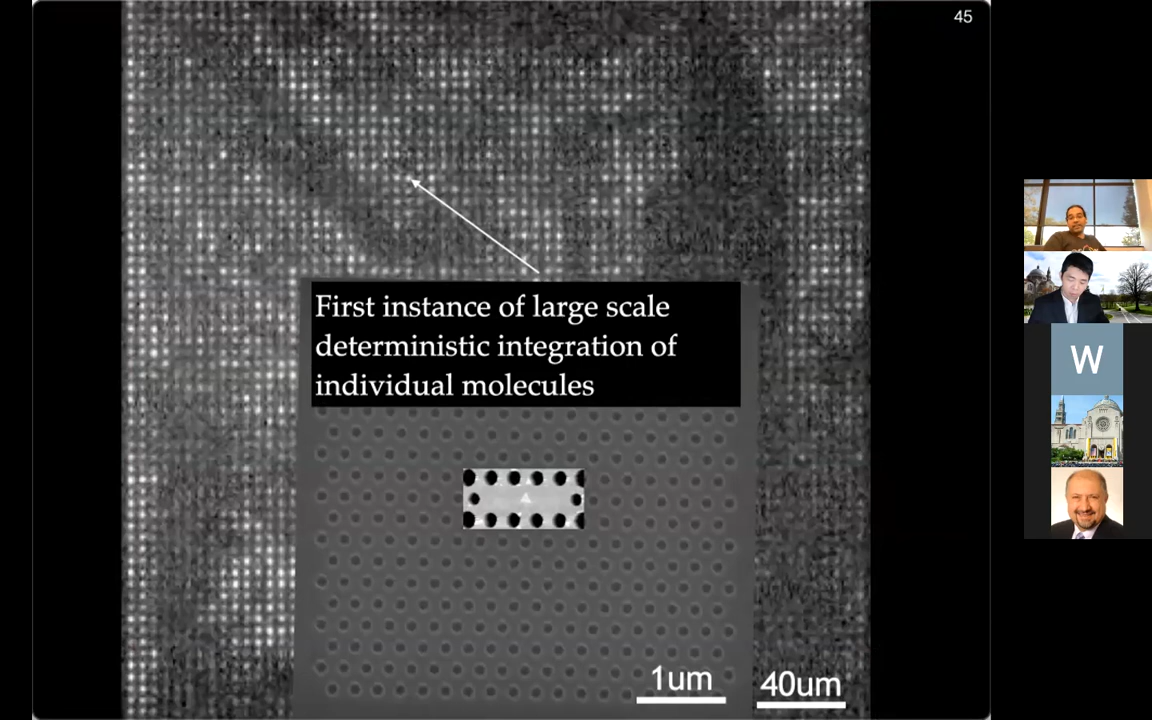 45
First instance of large scale
deterministic integration of
individual molecules
W
1um
40um